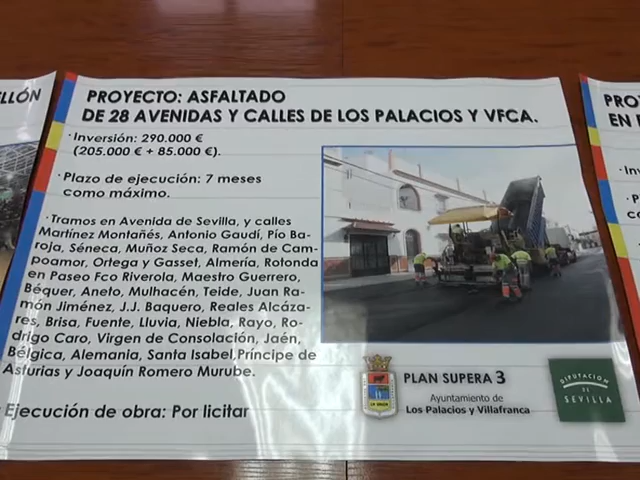 LLÓN
PROYECTO: ASFALTADO
DE 28 AVENIDAS Y CALLES DE LOS PALACIOS Y VFCA.
· Inversión: 290.000 €
(205.000 € + 85.000 €).
· Plazo de ejecución: 7 meses
como máximo.
· Tramos en Avenida de Sevilla, y calles
Martínez Montañés, Antonio Gaudí, Pío Ba-
roja, Séneca, Muñoz Seca, Ramón de Cam-
poamor, Ortega y Gasset, Almería, Rotonda
en Paseo Fco Riverola, Maestro Guerrero,
Béquer, Aneto, Mulhacén, Teide, Juan Ra-
món Jiménez, J.J. Baquero, Reales Alcáza-
res, Brisa, Fuente, Lluvia, Niebla, Rayo, Ro-
drigo Caro, Virgen de Consolación, Jaén,
Bélgica, Alemania, Santa Isabel, Príncipe de
Asturias y Joaquín Romero Murube.
· Ejecución de obra: Por licitar
PLAN SUPERA 3
Ayuntamiento de
Los Palacios y Villafranca
DIPUTACION
DE
SEVILLA
PRO
EN
· Inv